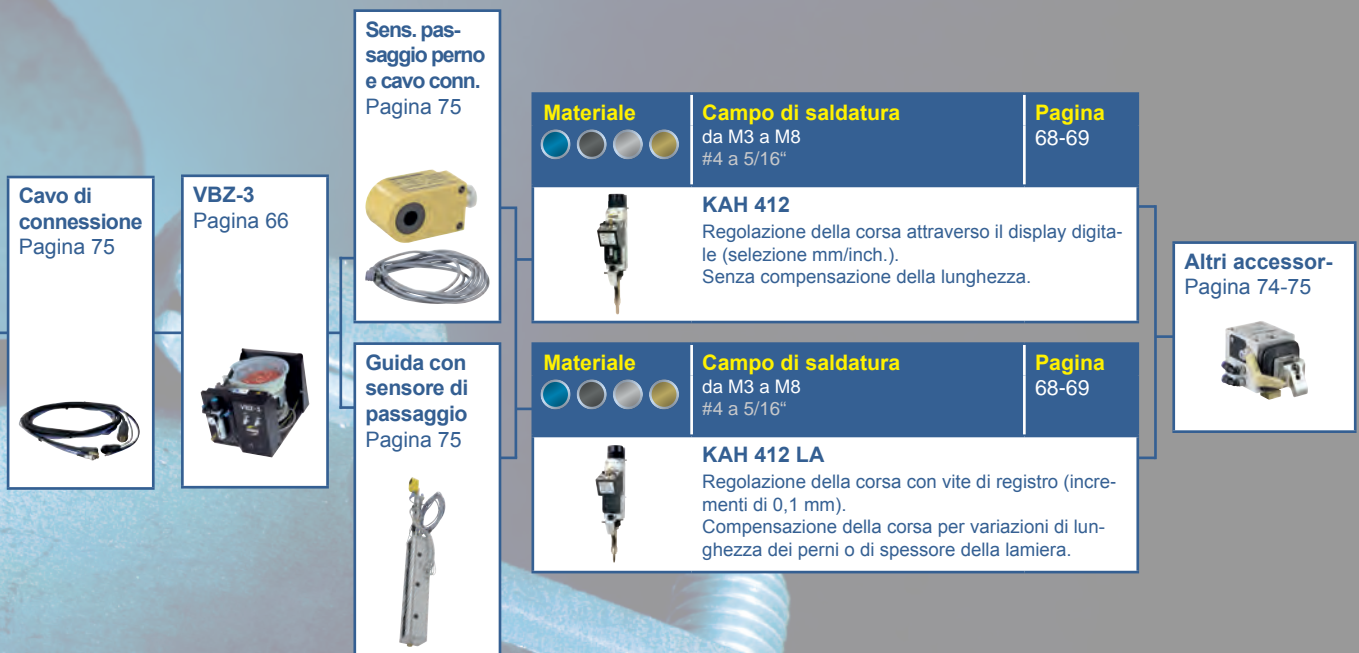 Cavo di
connessione
Pagina 75
VBZ-3
Pagina 66
VBZ-3
Sens. pas-
saggio perno
e cavo conn.
Pagina 75
Guida con
sensore di
passaggio
Pagina 75
Materiale
Campo di saldatura
Pagina
da M3 a M8
68-69
#4 a 5/16“
KAH 412
Regolazione della corsa attraverso il display digita-
le (selezione mm/inch.).
Senza compensazione della lunghezza.
Materiale
Campo di saldatura
Pagina
da M3 a M8
68-69
#4 a 5/16“
KAH 412 LA
Regolazione della corsa con vite di registro (incre-
menti di 0,1 mm).
Compensazione della corsa per variazioni di lun-
ghezza dei perni o di spessore della lamiera.
Altri accessor-
Pagina 74-75